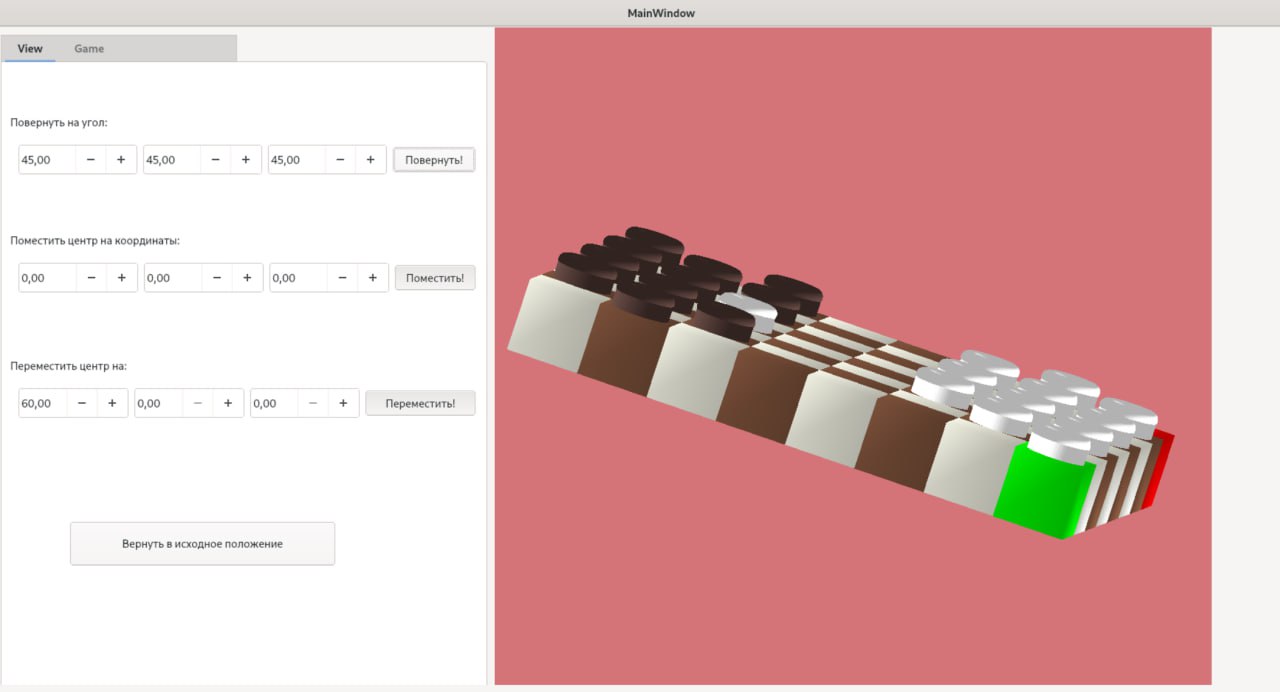 MainWindow
View Game
Повернуть на угол:
45,00 − + 45,00 − + 45,00 − + Повернуть!
Поместить центр на координаты:
0,00 − + 0,00 − + 0,00 − + Поместить!
Переместить центр на:
60,00 − + 0,00 − + 0,00 − + Переместить!
Вернуть в исходное положение